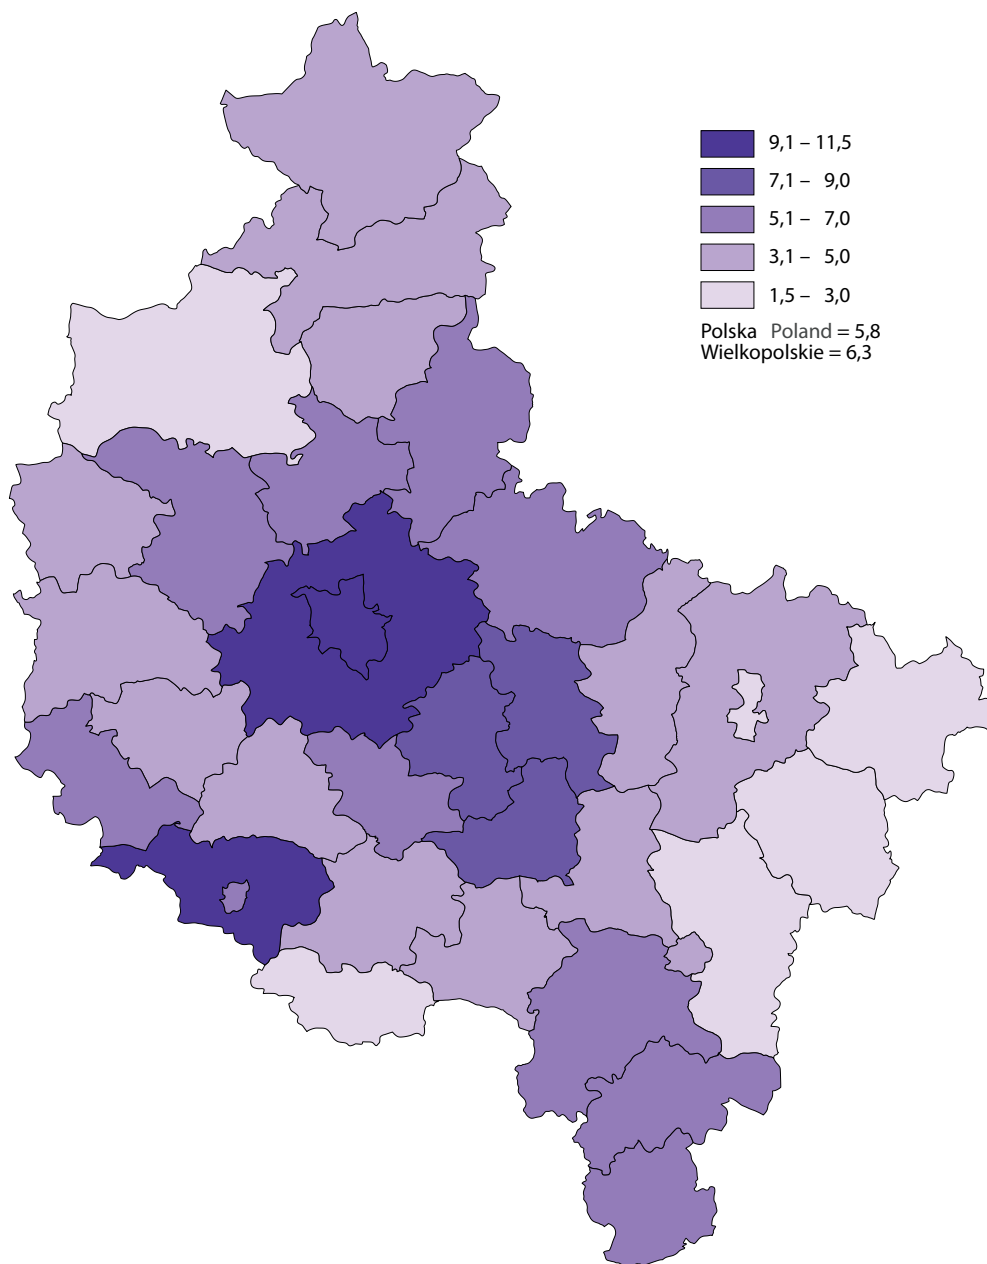 9,1 – 11,5
7,1 – 9,0
5,1 – 7,0
3,1 – 5,0
1,5 – 3,0
Polska Poland = 5,8
Wielkopolskie = 6,3